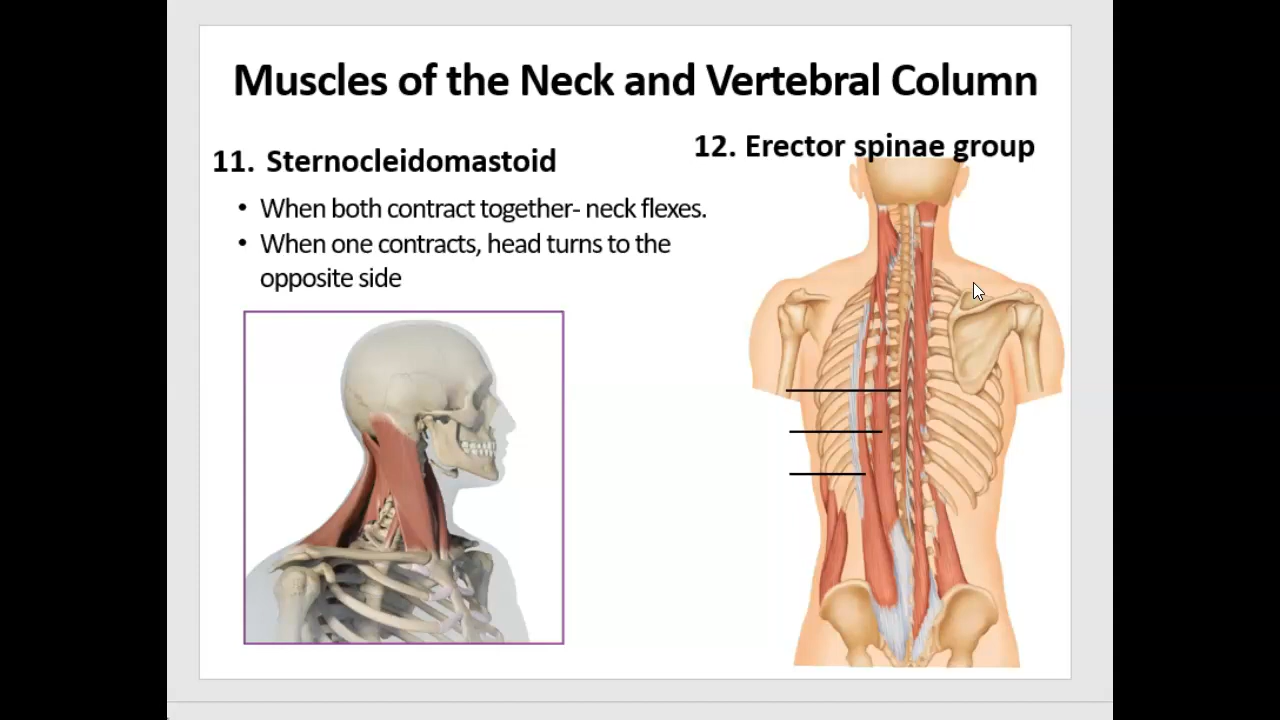 Muscles of the Neck and Vertebral Column
11. Sternocleidomastoid
• When both contract together- neck flexes.
• When one contracts, head turns to the
opposite side
12. Erector spinae group